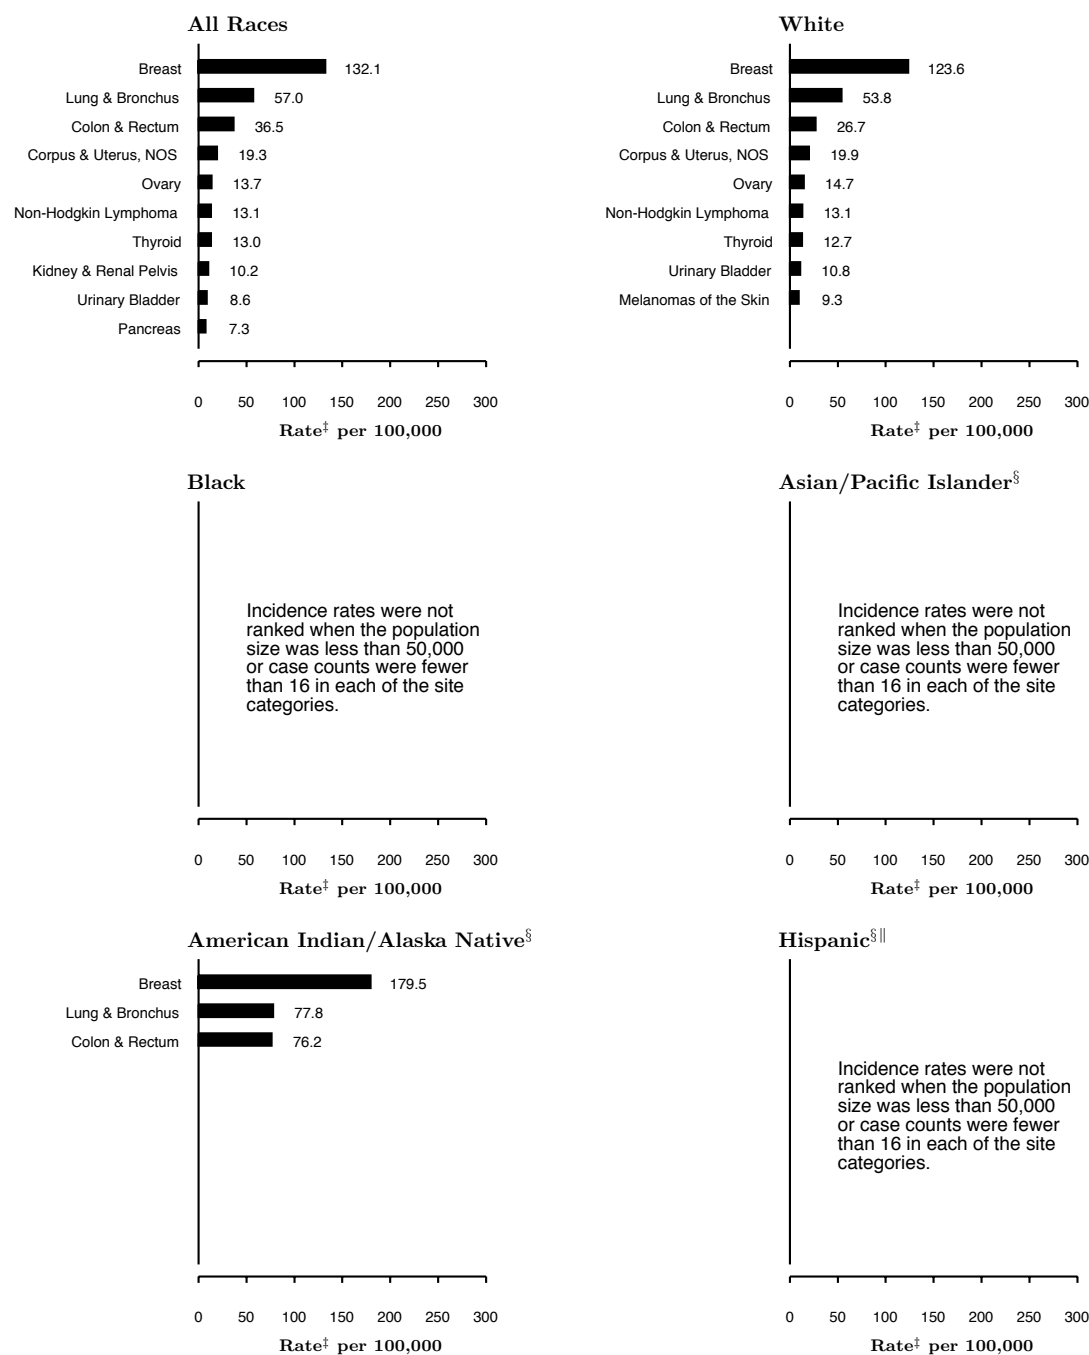 All Races
Breast 132.1
Lung & Bronchus 57.0
Colon & Rectum 36.5
Corpus & Uterus, NOS 19.3
Ovary 13.7
Non-Hodgkin Lymphoma 13.1
Thyroid 13.0
Kidney & Renal Pelvis 10.2
Urinary Bladder 8.6
Pancreas 7.3
0 50 100 150 200 250 300
Rate‡ per 100,000
White
Breast 123.6
Lung & Bronchus 53.8
Colon & Rectum 26.7
Corpus & Uterus, NOS 19.9
Ovary 14.7
Non-Hodgkin Lymphoma 13.1
Thyroid 12.7
Urinary Bladder 10.8
Melanomas of the Skin 9.3
0 50 100 150 200 250 300
Rate‡ per 100,000
Black
Incidence rates were not
ranked when the population
size was less than 50,000
or case counts were fewer
than 16 in each of the site
categories.
0 50 100 150 200 250 300
Rate‡ per 100,000
Asian/Pacific Islander§
Incidence rates were not
ranked when the population
size was less than 50,000
or case counts were fewer
than 16 in each of the site
categories.
0 50 100 150 200 250 300
Rate‡ per 100,000
American Indian/Alaska Native§
Breast 179.5
Lung & Bronchus 77.8
Colon & Rectum 76.2
0 50 100 150 200 250 300
Rate‡ per 100,000
Hispanic§‖
Incidence rates were not
ranked when the population
size was less than 50,000
or case counts were fewer
than 16 in each of the site
categories.
0 50 100 150 200 250 300
Rate‡ per 100,000